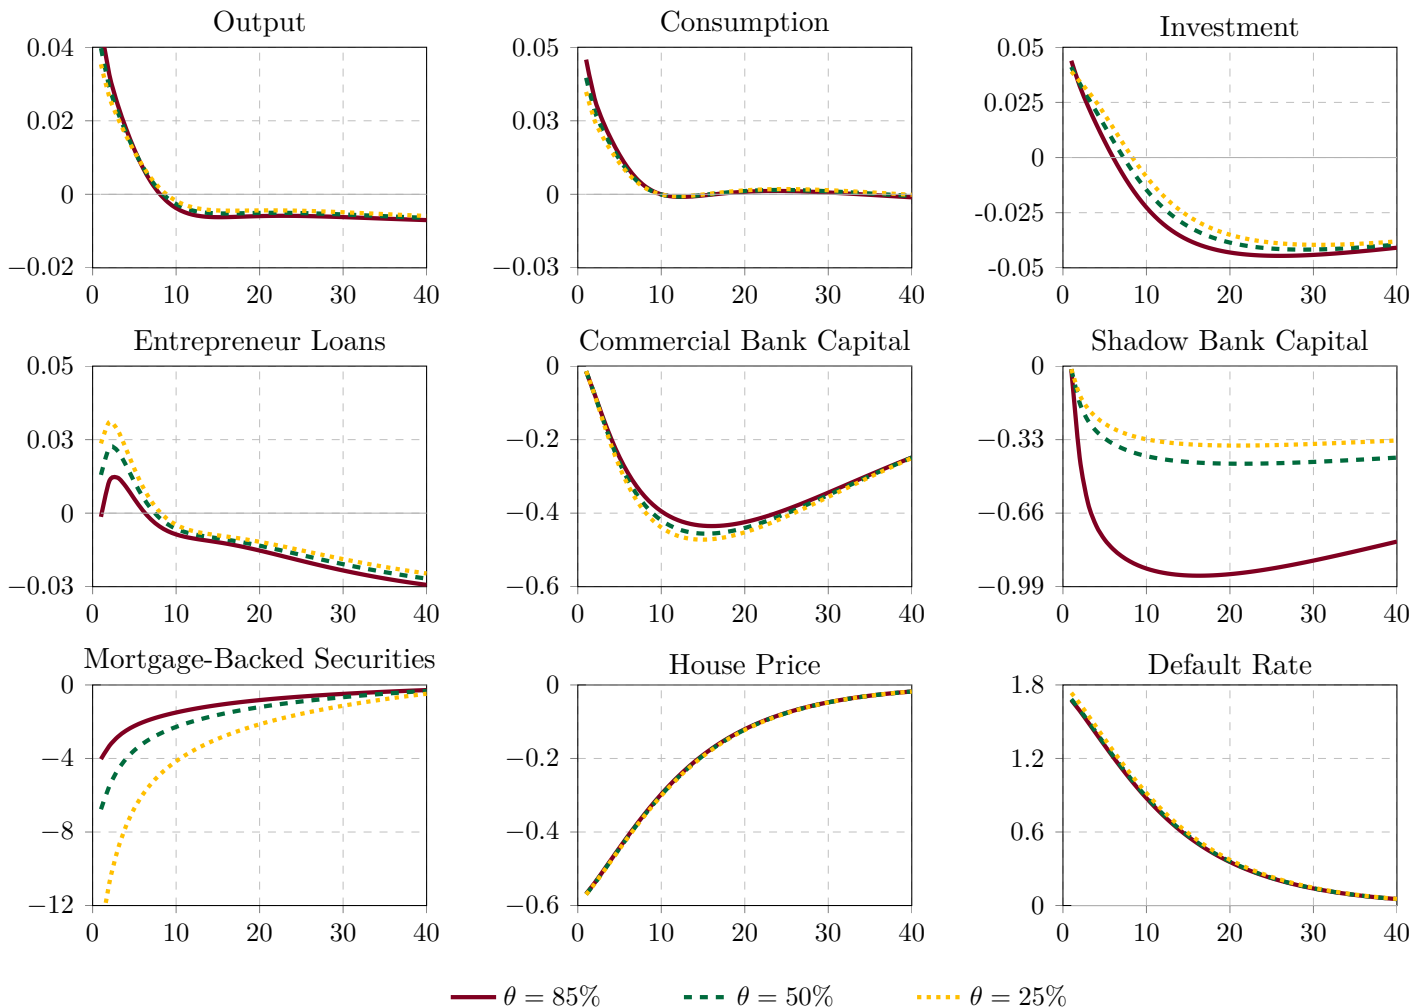 Output
Consumption
Investment
0.04
0.02
0
−0.02
0 10 20 30 40
0.05
0.03
0
−0.03
0 10 20 30 40
0.05
0.025
0
-0.025
-0.05
0 10 20 30 40
Entrepreneur Loans
Commercial Bank Capital
Shadow Bank Capital
0.05
0.03
0
−0.03
0 10 20 30 40
0
−0.2
−0.4
−0.6
0 10 20 30 40
0
−0.33
−0.66
−0.99
0 10 20 30 40
Mortgage-Backed Securities
House Price
Default Rate
0
−4
−8
−12
0 10 20 30 40
0
−0.2
−0.4
−0.6
0 10 20 30 40
1.8
1.2
0.6
0
0 10 20 30 40
θ = 85% θ = 50% θ = 25%